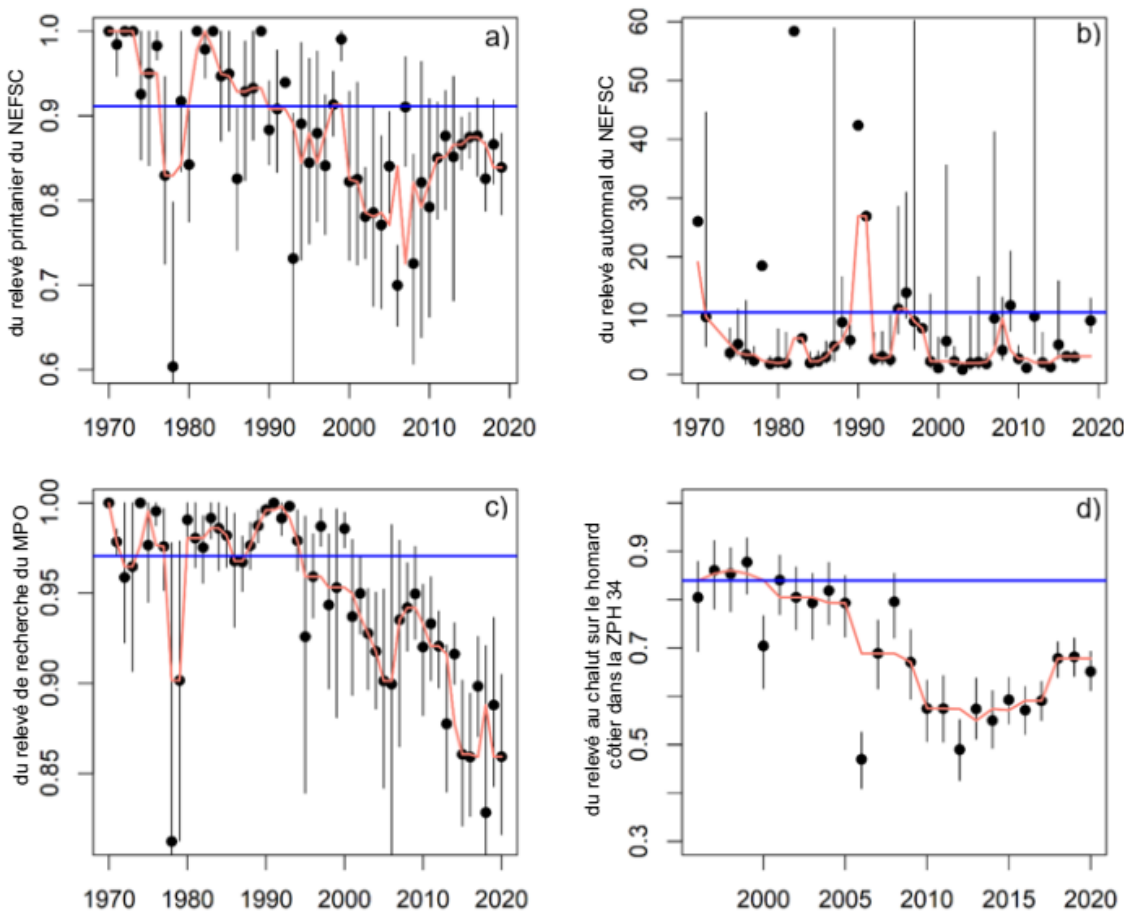 du relevé printanier du NEFSC
1.0
0.9
0.8
0.7
0.6
a)
1970 1980 1990 2000 2010 2020
du relevé automnal du NEFSC
60
50
40
30
20
10
0
b)
1970 1980 1990 2000 2010 2020
du relevé de recherche du MPO
1.00
0.95
0.90
0.85
c)
1970 1980 1990 2000 2010 2020
du relevé au chalut sur le homard
côtier dans la ZPH 34
0.9
0.7
0.5
0.3
d)
2000 2005 2010 2015 2020